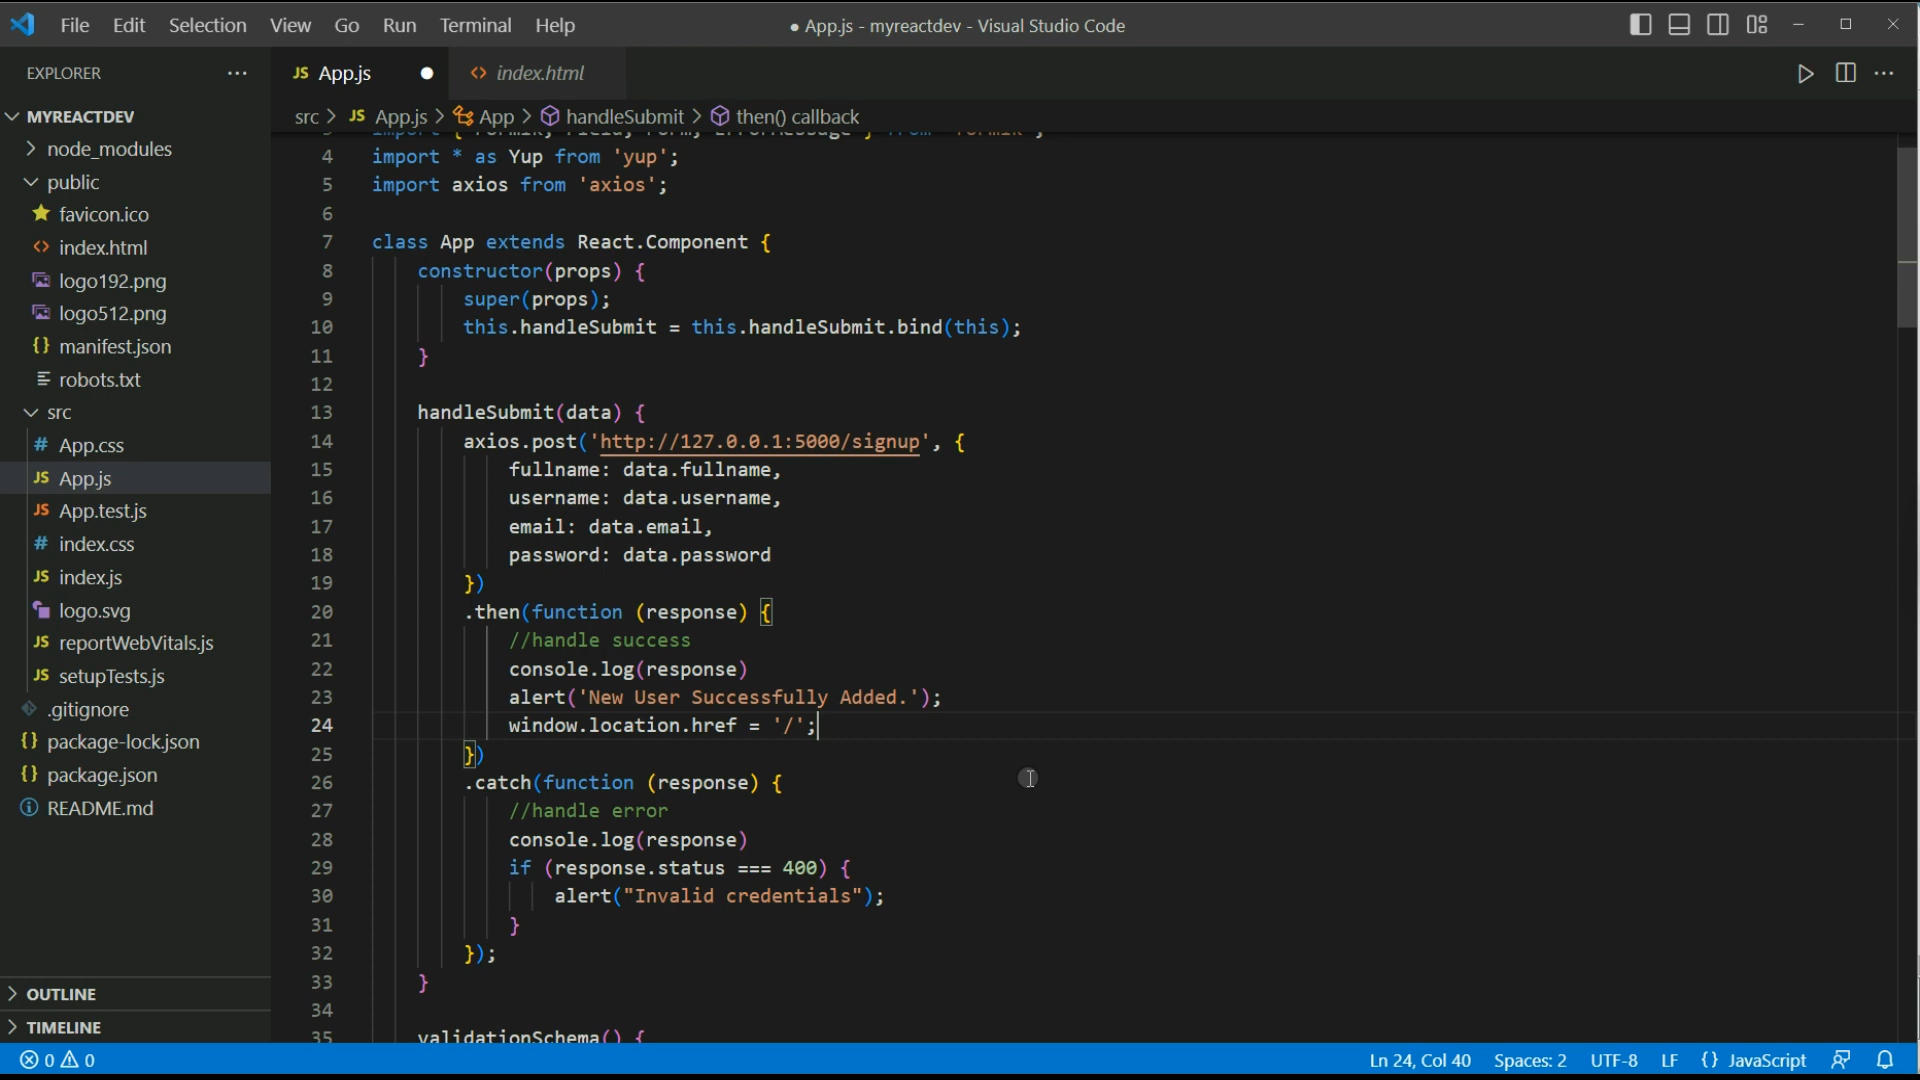 File Edit Selection View Go Run Terminal Help
● App.js - myreactdev - Visual Studio Code
EXPLORER ...
JS App.js ●
<> index.html
src > JS App.js > App > handleSubmit > then() callback
MYREACTDEV
node_modules
public
favicon.ico
<> index.html
logo192.png
logo512.png
{} manifest.json
robots.txt
src
# App.css
JS App.js
JS App.test.js
# index.css
JS index.js
logo.svg
JS reportWebVitals.js
JS setupTests.js
.gitignore
{} package-lock.json
{} package.json
README.md
OUTLINE
TIMELINE
import { Formik, Field, Form, ErrorMessage } from 'formik';
4 import * as Yup from 'yup';
5 import axios from 'axios';
6
7 class App extends React.Component {
8 constructor(props) {
9 super(props);
10 this.handleSubmit = this.handleSubmit.bind(this);
11 }
12
13 handleSubmit(data) {
14 axios.post('http://127.0.0.1:5000/signup', {
15 fullname: data.fullname,
16 username: data.username,
17 email: data.email,
18 password: data.password
19 })
20 .then(function (response) {
21 //handle success
22 console.log(response)
23 alert('New User Successfully Added.');
24 window.location.href = '/';
25 })
26 .catch(function (response) {
27 //handle error
28 console.log(response)
29 if (response.status === 400) {
30 alert("Invalid credentials");
31 }
32 });
33 }
34
35 validationSchema() {
0 0
Ln 24, Col 40 Spaces: 2 UTF-8 LF {} JavaScript